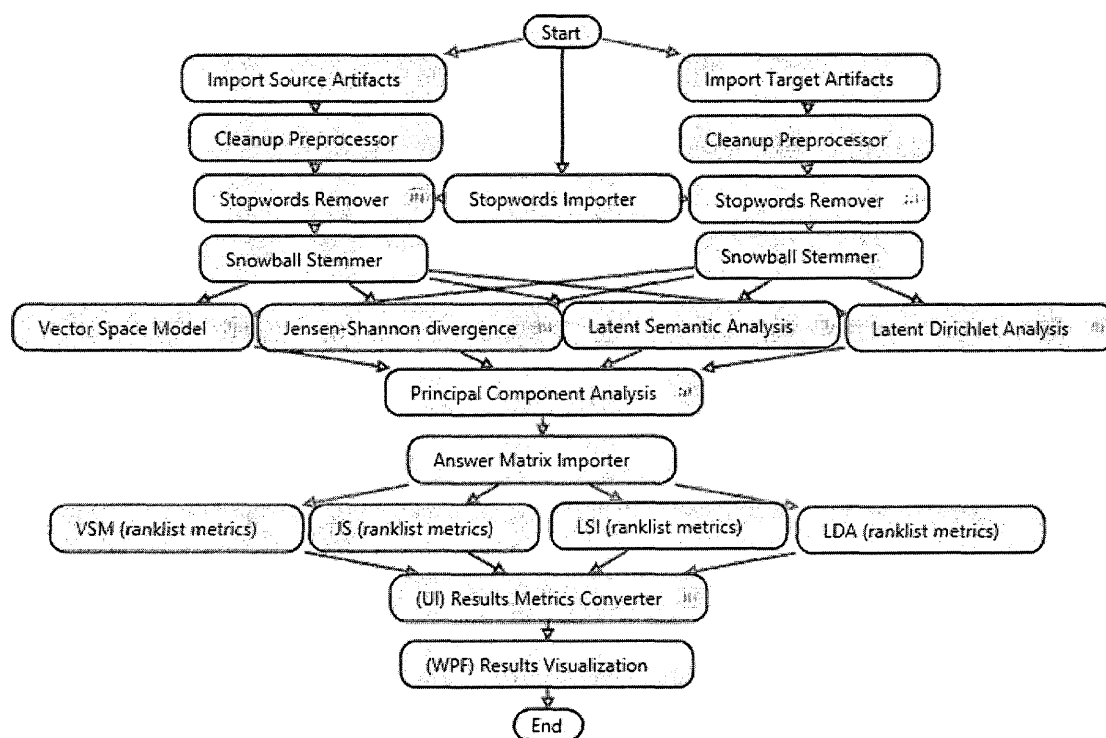 Start
Import Source Artifacts
Import Target Artifacts
Cleanup Preprocessor
Cleanup Preprocessor
Stopwords Remover
Stopwords Importer
Stopwords Remover
Snowball Stemmer
Snowball Stemmer
Vector Space Model
Jensen-Shannon divergence
Latent Semantic Analysis
Latent Dirichlet Analysis
Principal Component Analysis
Answer Matrix Importer
VSM (ranklist metrics)
JS (ranklist metrics)
LSI (ranklist metrics)
LDA (ranklist metrics)
(UI) Results Metrics Converter
(WPF) Results Visualization
End